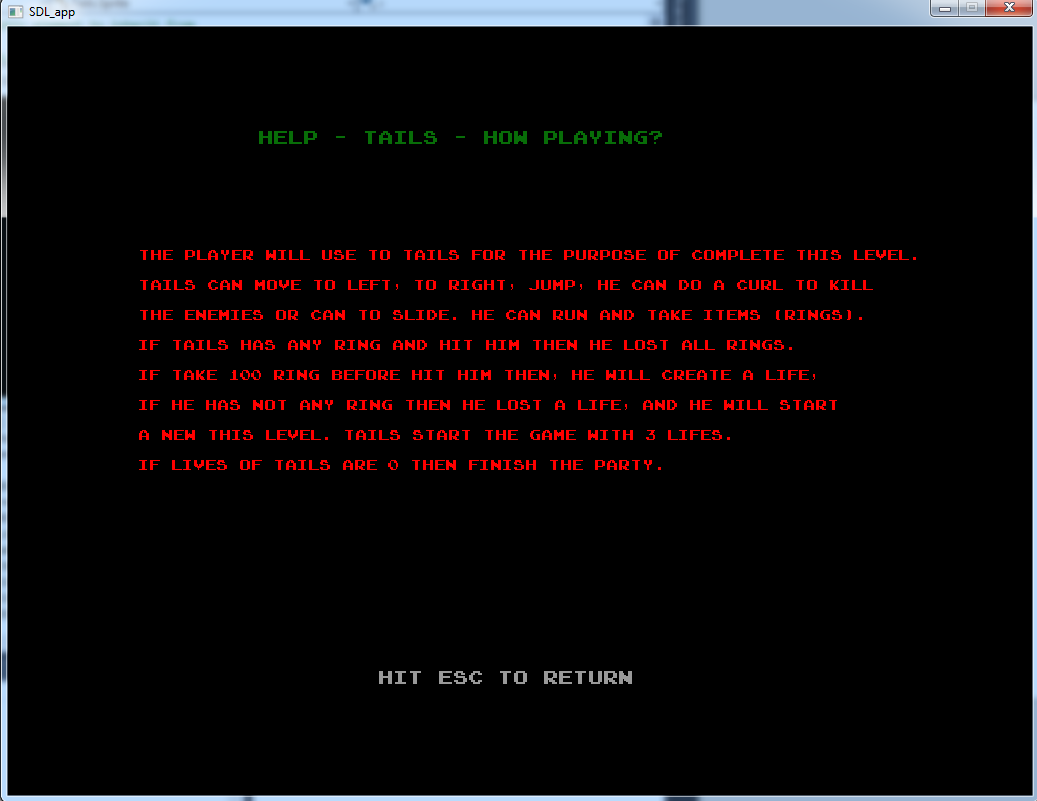 SDL_app
HELP - TAILS - HOW PLAYING?
THE PLAYER WILL USE TO TAILS FOR THE PURPOSE OF COMPLETE THIS LEVEL.
TAILS CAN MOVE TO LEFT, TO RIGHT, JUMP, HE CAN DO A CURL TO KILL
THE ENEMIES OR CAN TO SLIDE. HE CAN RUN AND TAKE ITEMS (RINGS).
IF TAILS HAS ANY RING AND HIT HIM THEN HE LOST ALL RINGS.
IF TAKE 100 RING BEFORE HIT HIM THEN, HE WILL CREATE A LIFE,
IF HE HAS NOT ANY RING THEN HE LOST A LIFE, AND HE WILL START
A NEW THIS LEVEL. TAILS START THE GAME WITH 3 LIFES.
IF LIVES OF TAILS ARE 0 THEN FINISH THE PARTY.
HIT ESC TO RETURN